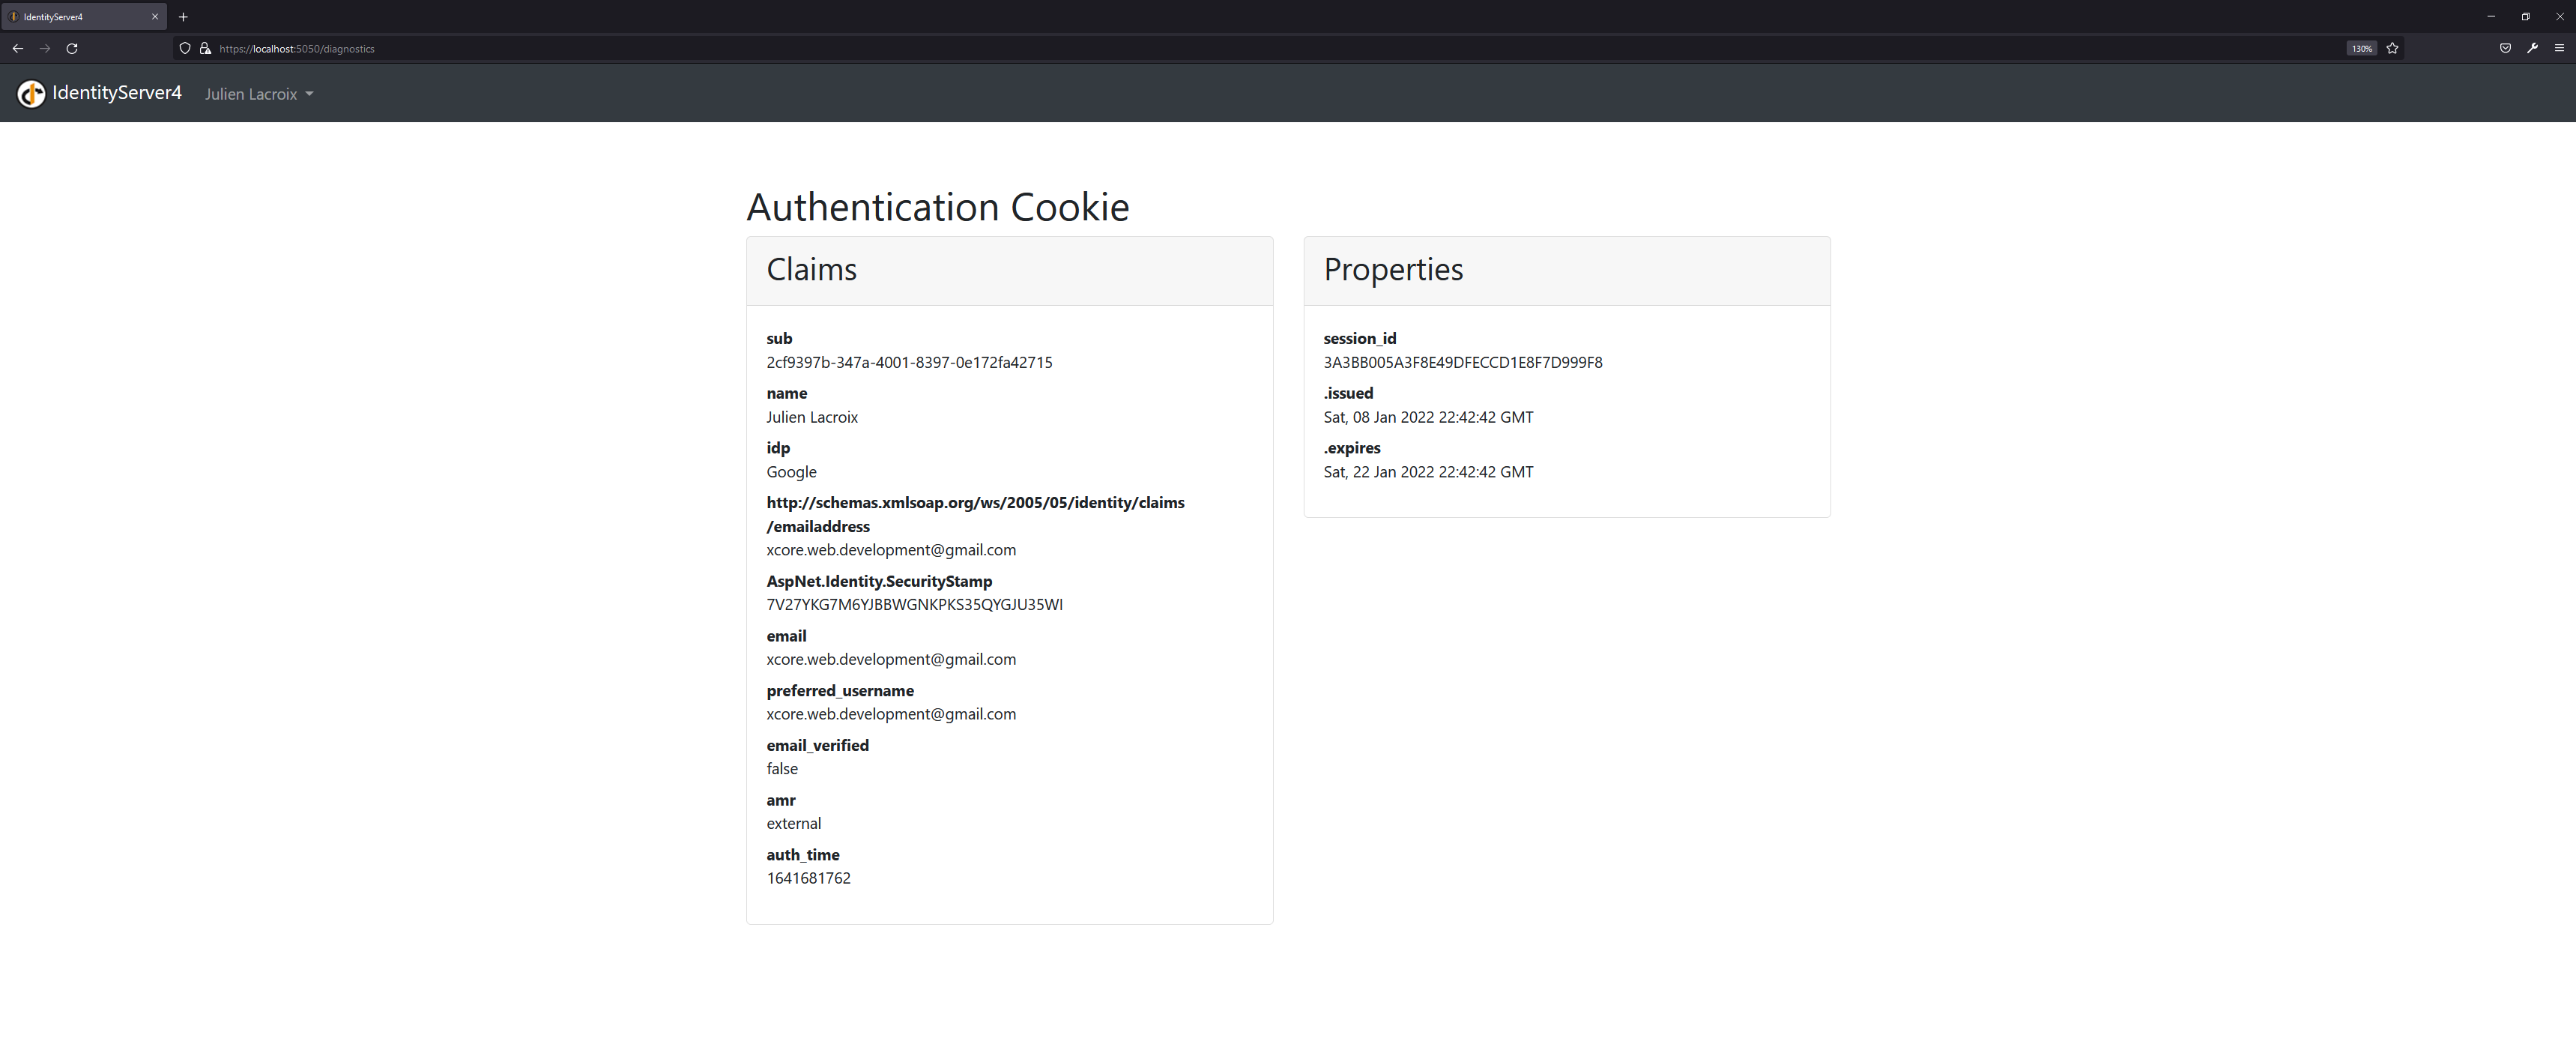 IdentityServer4
https://localhost:5050/diagnostics
130%
IdentityServer4
Julien Lacroix
Authentication Cookie
Claims
sub
2cf9397b-347a-4001-8397-0e172fa42715
name
Julien Lacroix
idp
Google
http://schemas.xmlsoap.org/ws/2005/05/identity/claims
/emailaddress
xcore.web.development@gmail.com
AspNet.Identity.SecurityStamp
7V27YKG7M6YJBBWGNKPKS35QYGJU35WI
email
xcore.web.development@gmail.com
preferred_username
xcore.web.development@gmail.com
email_verified
false
amr
external
auth_time
1641681762
Properties
session_id
3A3BB005A3F8E49DFECCD1E8F7D999F8
.issued
Sat, 08 Jan 2022 22:42:42 GMT
.expires
Sat, 22 Jan 2022 22:42:42 GMT